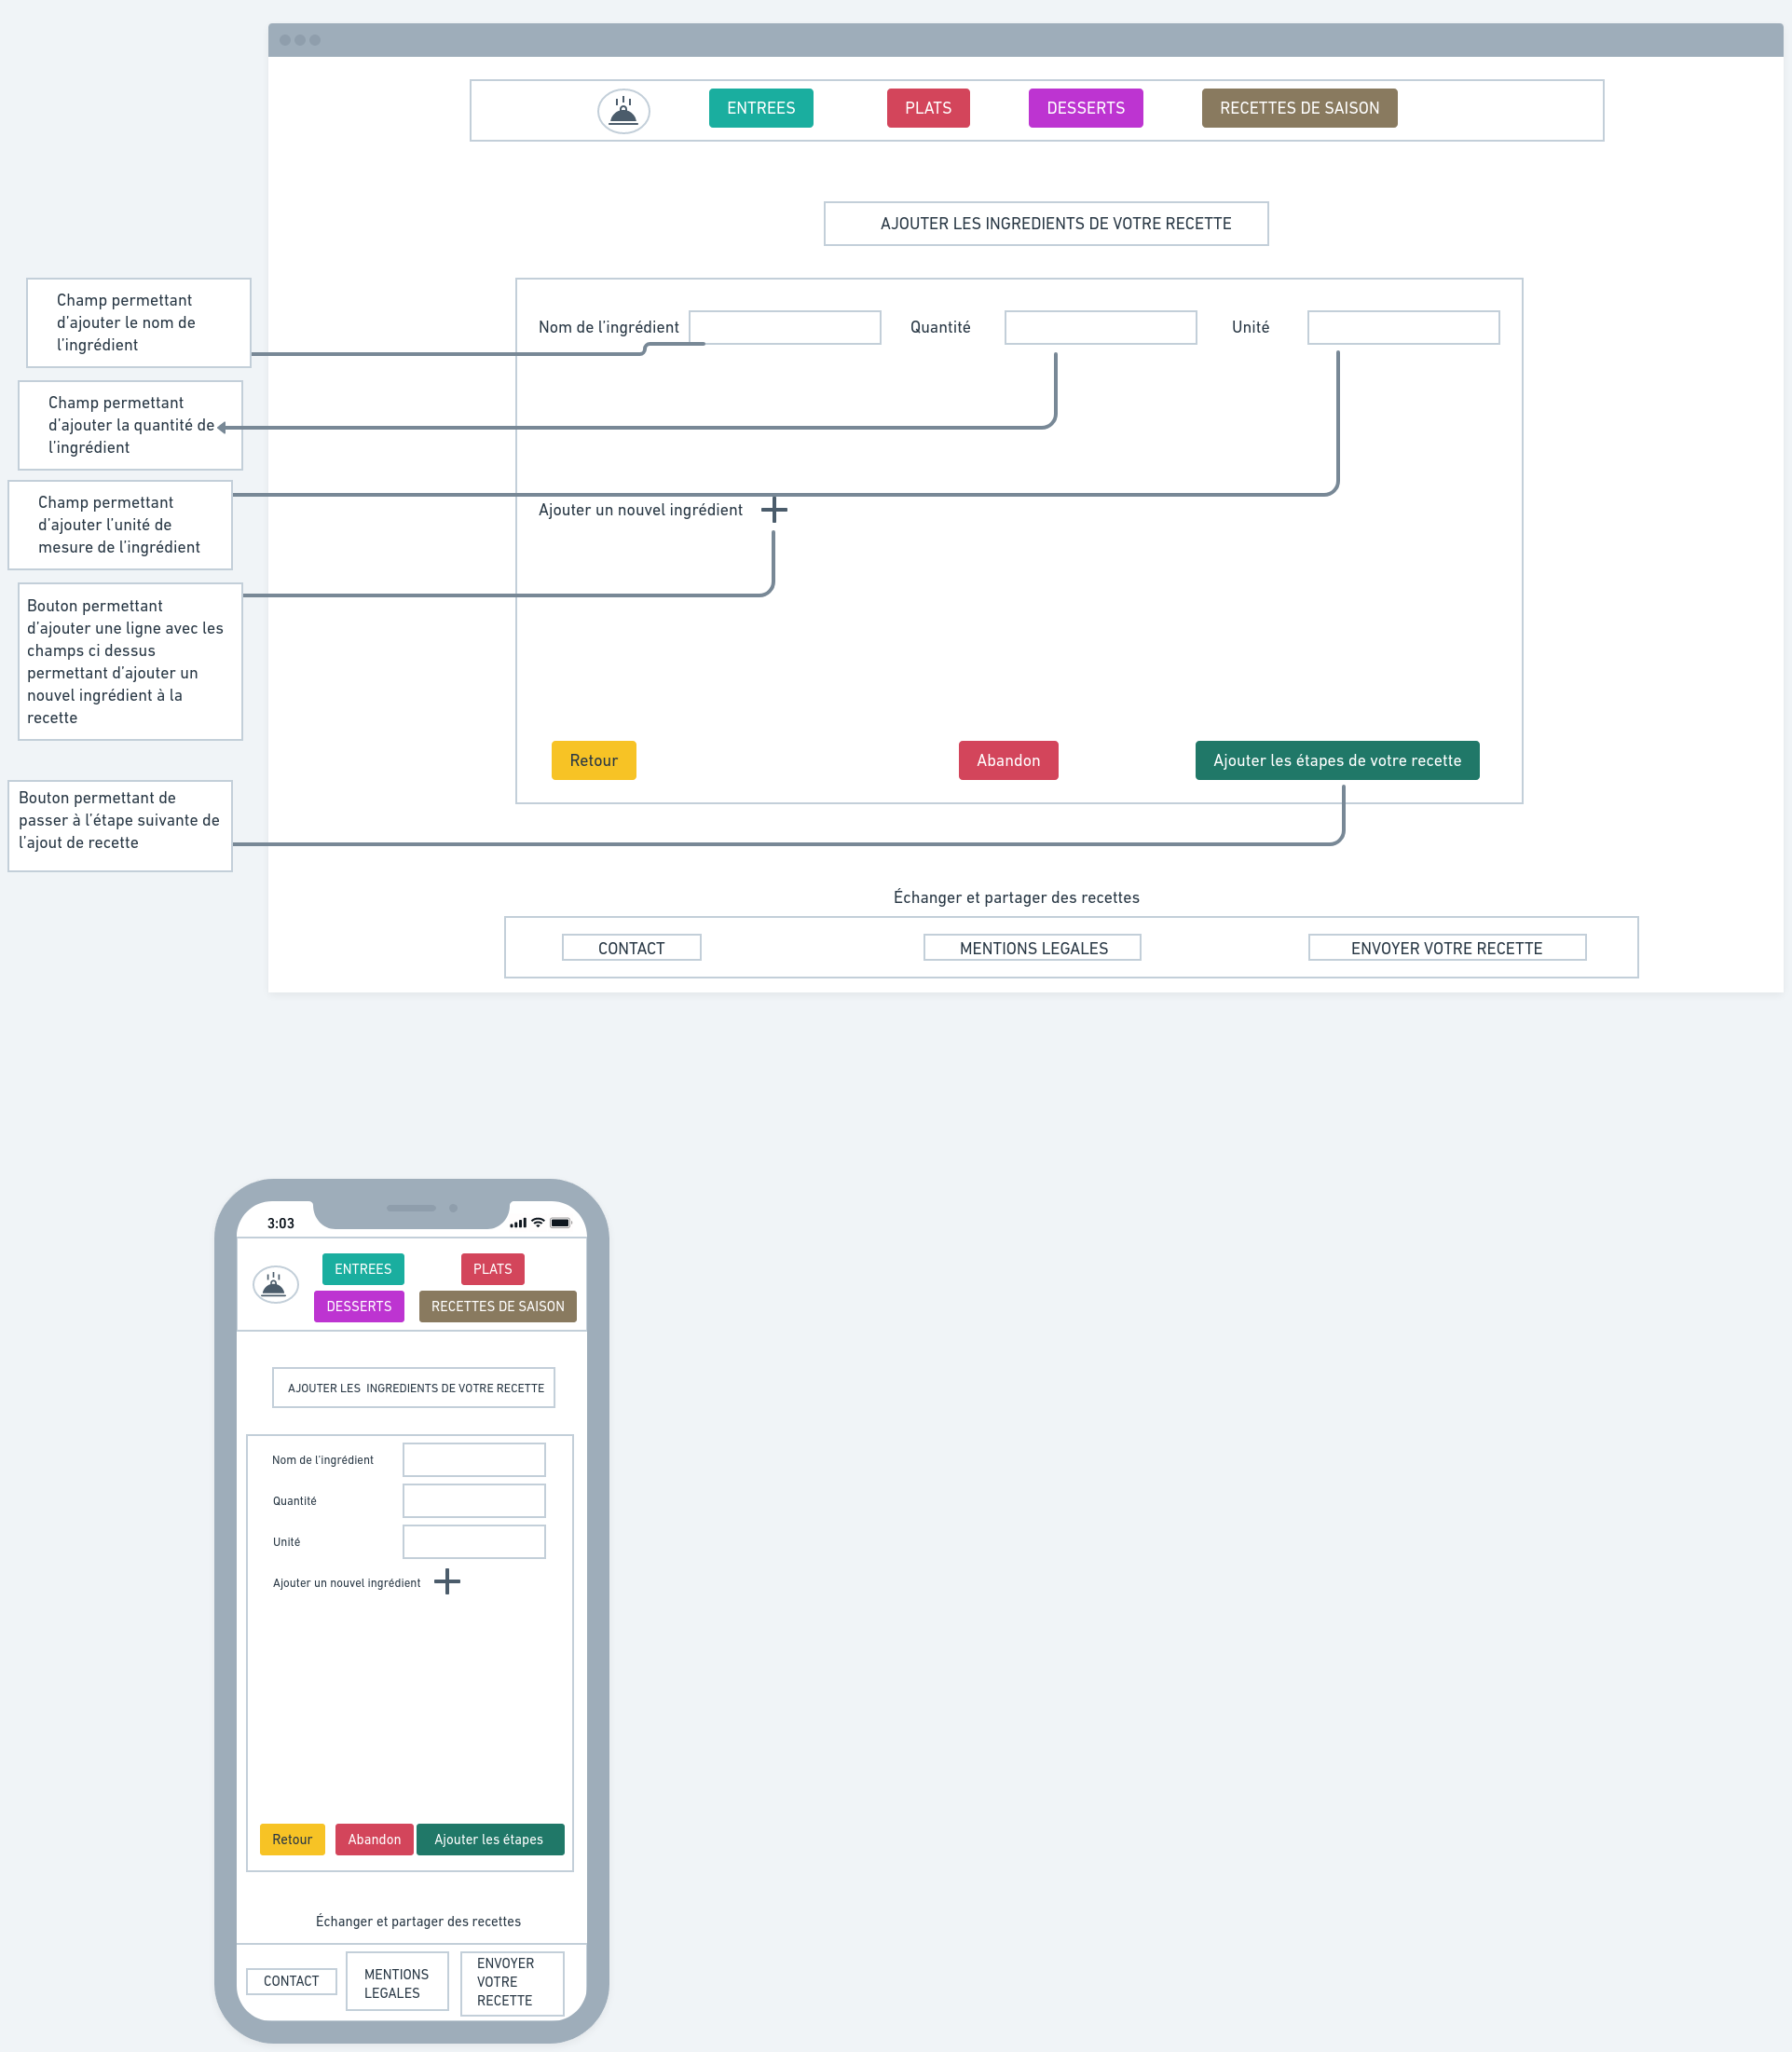 ENTREES PLATS DESSERTS RECETTES DE SAISON
AJOUTER LES INGREDIENTS DE VOTRE RECETTE
Champ permettant
d'ajouter le nom de
l'ingrédient
Nom de l'ingrédient Quantité Unité
Champ permettant
d'ajouter la quantité de
l'ingrédient
Champ permettant
d'ajouter l'unité de
mesure de l'ingrédient
Ajouter un nouvel ingrédient
Bouton permettant
d'ajouter une ligne avec les
champs ci dessus
permettant d'ajouter un
nouvel ingrédient à la
recette
Retour Abandon Ajouter les étapes de votre recette
Bouton permettant de
passer à l'étape suivante de
l'ajout de recette
Échanger et partager des recettes
CONTACT MENTIONS LEGALES ENVOYER VOTRE RECETTE
3:03
ENTREES PLATS
DESSERTS RECETTES DE SAISON
AJOUTER LES INGREDIENTS DE VOTRE RECETTE
Nom de l'ingrédient
Quantité
Unité
Ajouter un nouvel ingrédient
Retour Abandon Ajouter les étapes
Échanger et partager des recettes
CONTACT
MENTIONS
LEGALES
ENVOYER
VOTRE
RECETTE